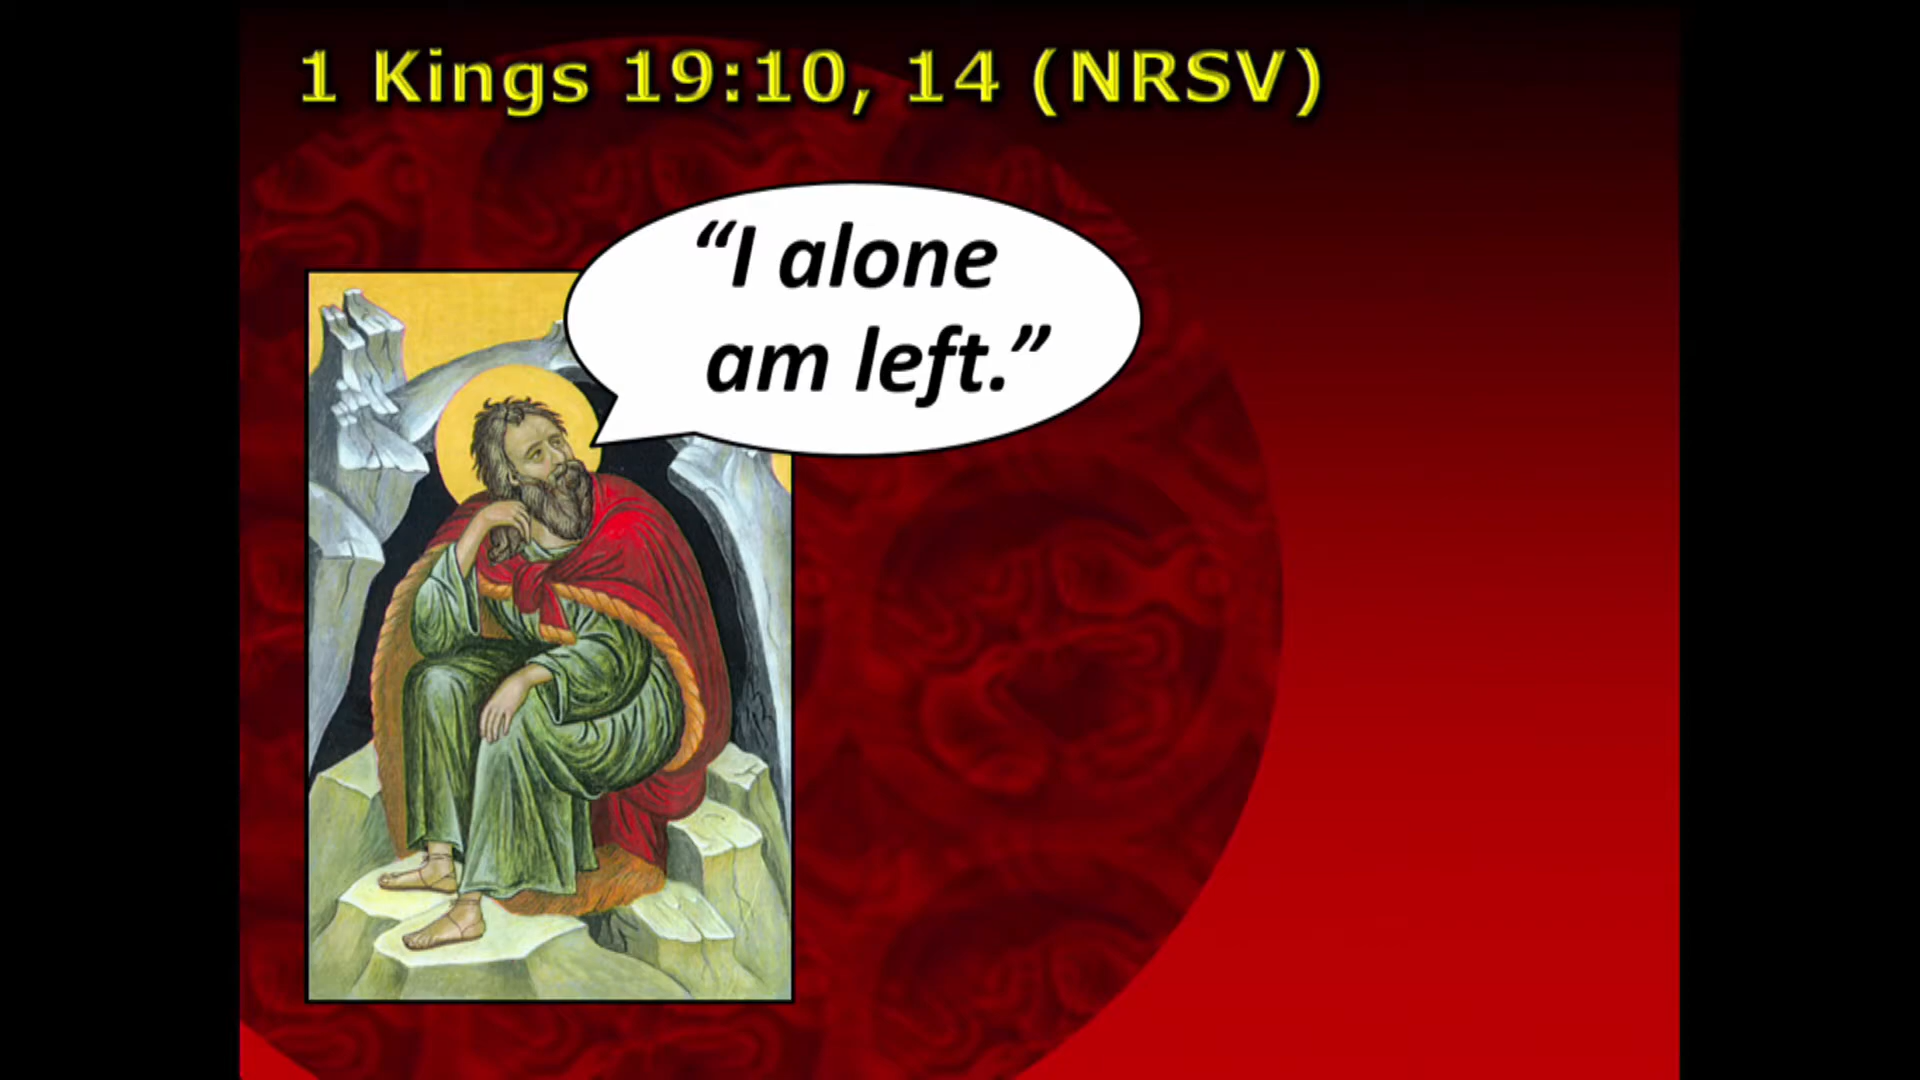 1 Kings 19:10, 14 (NRSV)
“I alone
am left.”